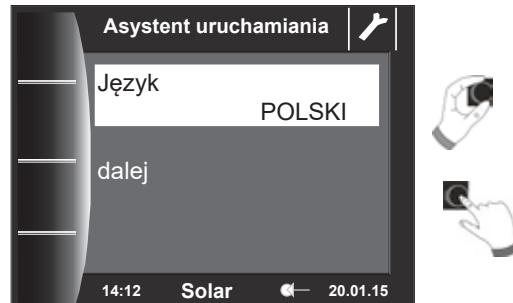 Asystent uruchamiania
Język
POLSKI
dalej
14:12 Solar 20.01.15